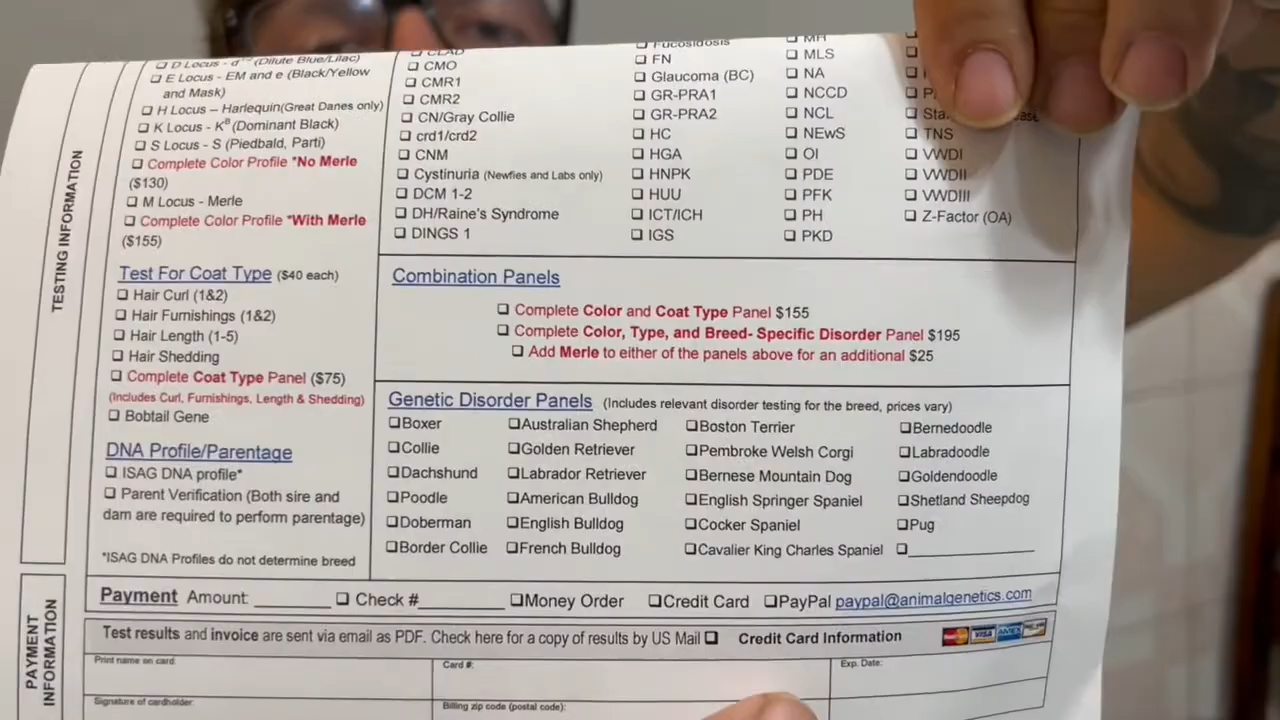 TESTING INFORMATION
❑ D Locus - d (Dilute Blue/Lilac)
❑ E Locus - EM and e (Black/Yellow
and Mask)
❑ H Locus – Harlequin(Great Danes only)
❑ K Locus - Kᴮ (Dominant Black)
❑ S Locus - S (Piedbald, Parti)
❑ Complete Color Profile *No Merle
($130)
❑ M Locus - Merle
❑ Complete Color Profile *With Merle
($155)
Test For Coat Type ($40 each)
❑ Hair Curl (1&2)
❑ Hair Furnishings (1&2)
❑ Hair Length (1-5)
❑ Hair Shedding
❑ Complete Coat Type Panel ($75)
(Includes Curl, Furnishings, Length & Shedding)
❑ Bobtail Gene
DNA Profile/Parentage
❑ ISAG DNA profile*
❑ Parent Verification (Both sire and
dam are required to perform parentage)
*ISAG DNA Profiles do not determine breed
❑ CLAD
❑ CMO
❑ CMR1
❑ CMR2
❑ CN/Gray Collie
❑ crd1/crd2
❑ CNM
❑ Cystinuria (Newfies and Labs only)
❑ DCM 1-2
❑ DH/Raine's Syndrome
❑ DINGS 1
❑ Fucosidosis
❑ FN
❑ Glaucoma (BC)
❑ GR-PRA1
❑ GR-PRA2
❑ HC
❑ HGA
❑ HNPK
❑ HUU
❑ ICT/ICH
❑ IGS
❑ MH
❑ MLS
❑ NA
❑ NCCD
❑ NCL
❑ NEwS
❑ OI
❑ PDE
❑ PFK
❑ PH
❑ PKD
❑ TNS
❑ VWDI
❑ VWDII
❑ VWDIII
❑ Z-Factor (OA)
Combination Panels
❑ Complete Color and Coat Type Panel $155
❑ Complete Color, Type, and Breed- Specific Disorder Panel $195
❑ Add Merle to either of the panels above for an additional $25
Genetic Disorder Panels (Includes relevant disorder testing for the breed, prices vary)
❑Boxer ❑Australian Shepherd ❑Boston Terrier ❑Bernedoodle
❑Collie ❑Golden Retriever ❑Pembroke Welsh Corgi ❑Labradoodle
❑Dachshund ❑Labrador Retriever ❑Bernese Mountain Dog ❑Goldendoodle
❑Poodle ❑American Bulldog ❑English Springer Spaniel ❑Shetland Sheepdog
❑Doberman ❑English Bulldog ❑Cocker Spaniel ❑Pug
❑Border Collie ❑French Bulldog ❑Cavalier King Charles Spaniel ❑____________
PAYMENT INFORMATION
Payment Amount: ________ ❑ Check #_________ ❑Money Order ❑Credit Card ❑PayPal paypal@animalgenetics.com
Test results and invoice are sent via email as PDF. Check here for a copy of results by US Mail ❑ Credit Card Information MasterCard VISA AMEX
Print name on card: Card #: Exp. Date:
Signature of cardholder: Billing zip code (postal code):